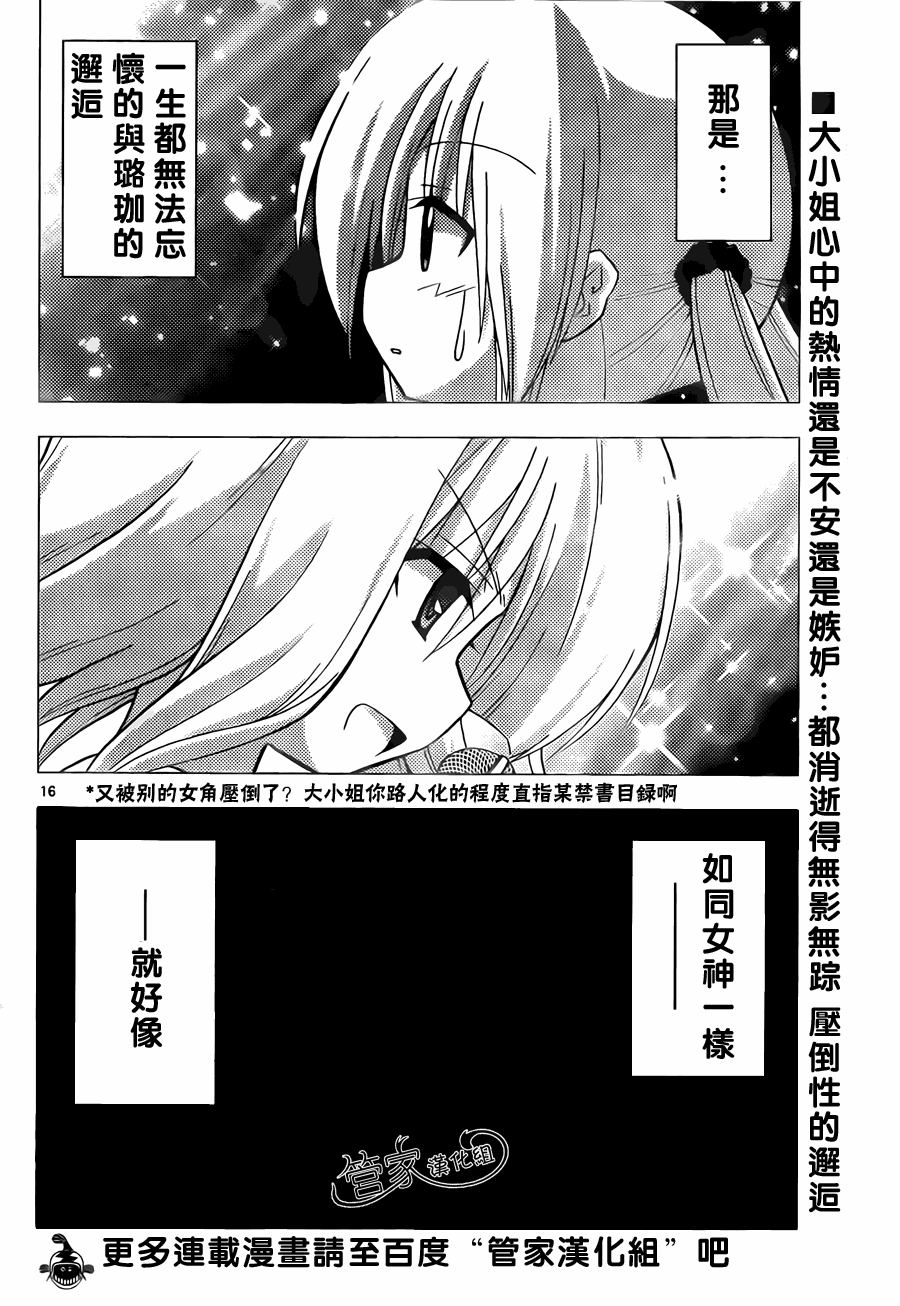 那是…
一生都無法忘
懷的與璐珈的
邂逅
■大小姐心中的熱情還是不安還是嫉妒…都消逝得無影無踪 壓倒性的邂逅
16
*又被别的女角壓倒了？大小姐你路人化的程度直指某禁書目録啊
如同女神一樣——
——就好像
管家漢化組
更多連載漫畫請至百度“管家漢化組”吧